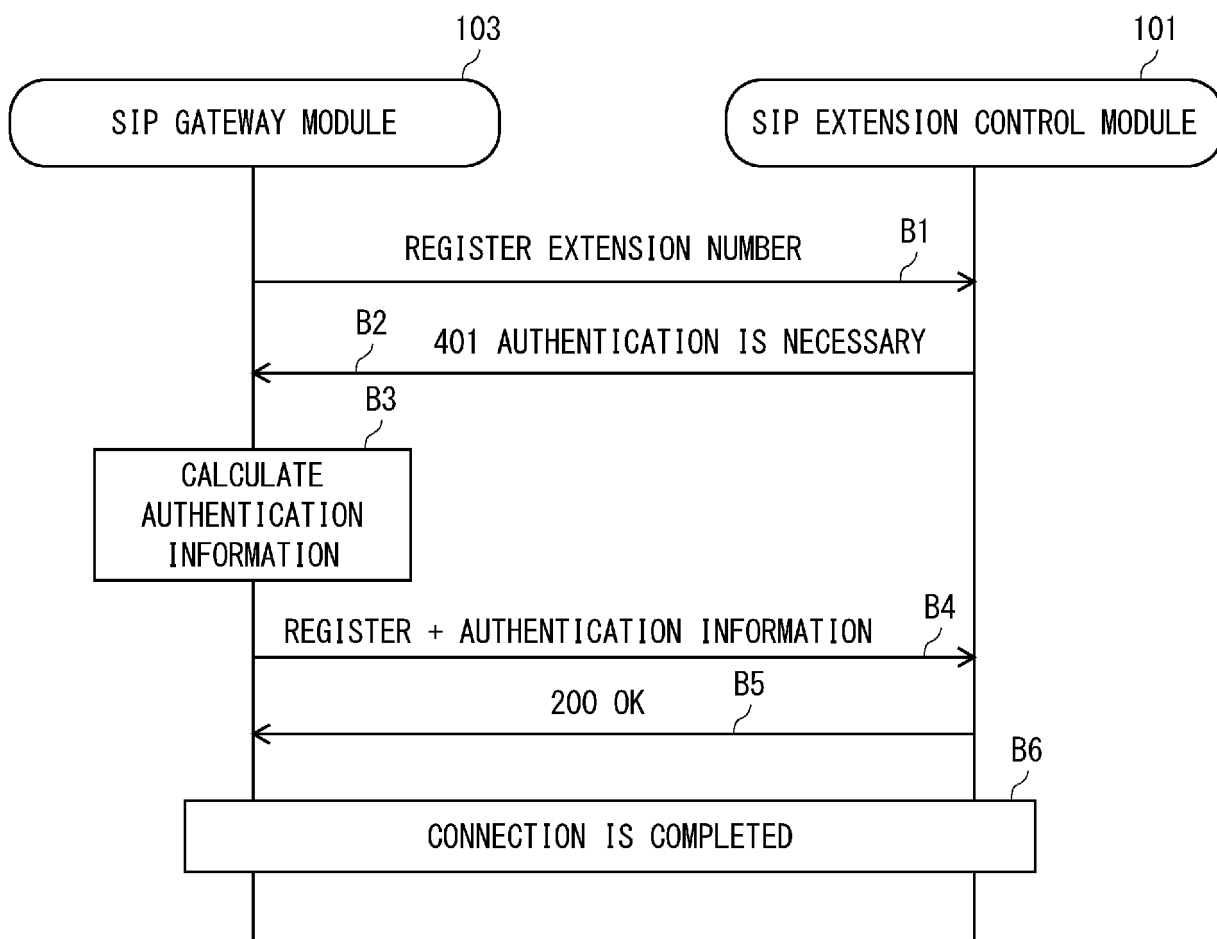 103
101
SIP GATEWAY MODULE
SIP EXTENSION CONTROL MODULE
REGISTER EXTENSION NUMBER
B1
B2
401 AUTHENTICATION IS NECESSARY
B3
CALCULATE
AUTHENTICATION
INFORMATION
REGISTER + AUTHENTICATION INFORMATION
B4
200 OK
B5
B6
CONNECTION IS COMPLETED